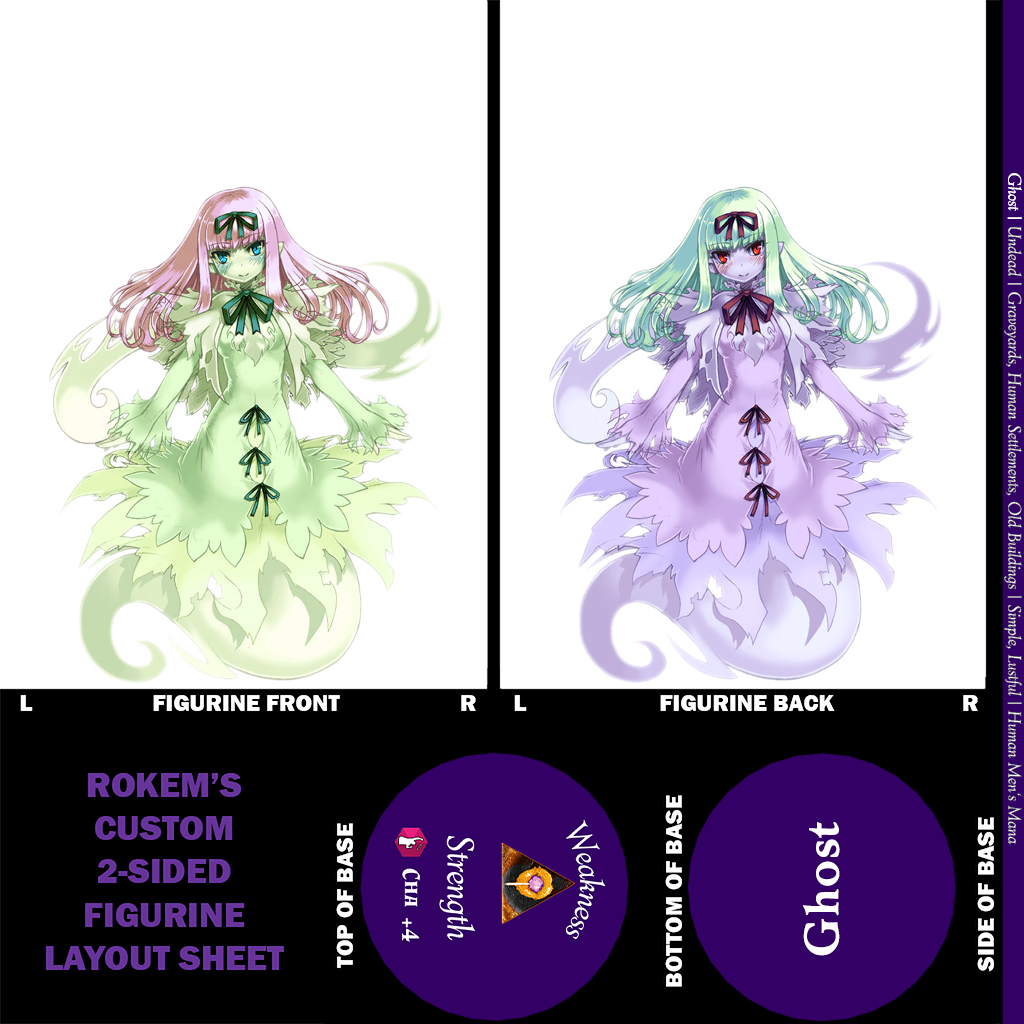 L FIGURINE FRONT R
L FIGURINE BACK R
ROKEM'S
CUSTOM
2-SIDED
FIGURINE
LAYOUT SHEET
TOP OF BASE
Weakness
Strength
CHA +4
BOTTOM OF BASE
Ghost
SIDE OF BASE
Ghost | Undead | Graveyards, Human Settlements, Old Buildings | Simple, Lustful | Human Men's Mana